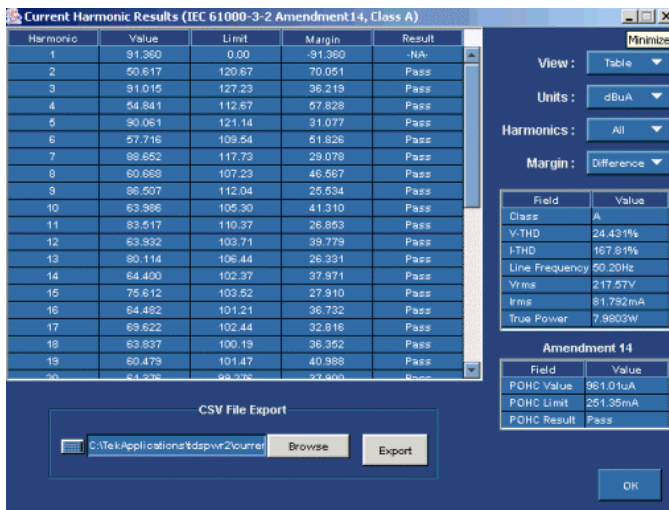 Current Harmonic Results (IEC 61000-3-2 Amendment14, Class A)
Minimize
Harmonic Value Limit Margin Result
1 91.360 0.00 -91.360 -NA-
2 50.617 120.67 70.051 Pass
3 91.015 127.23 36.219 Pass
4 54.841 112.67 57.828 Pass
5 90.061 121.14 31.077 Pass
6 57.716 109.54 51.826 Pass
7 88.652 117.73 29.078 Pass
8 60.668 107.23 46.567 Pass
9 86.507 112.04 25.534 Pass
10 63.986 105.30 41.310 Pass
11 83.517 110.37 26.853 Pass
12 63.932 103.71 39.779 Pass
13 80.114 106.44 26.331 Pass
14 64.400 102.37 37.971 Pass
15 75.612 103.52 27.910 Pass
16 64.482 101.21 36.732 Pass
17 69.622 102.44 32.816 Pass
18 63.837 100.19 36.352 Pass
19 60.479 101.47 40.988 Pass
View : Table
Units : dBuA
Harmonics : All
Margin : Difference
Field Value
Class A
V-THD 24.431%
I-THD 167.81%
Line Frequency 50.20Hz
Vrms 217.57V
Irms 81.792mA
True Power 7.9803W
Amendment 14
Field Value
POHC Value 961.01uA
POHC Limit 251.35mA
POHC Result Pass
CSV File Export
C:\TekApplications\tdspwr2\currer
Browse
Export
OK